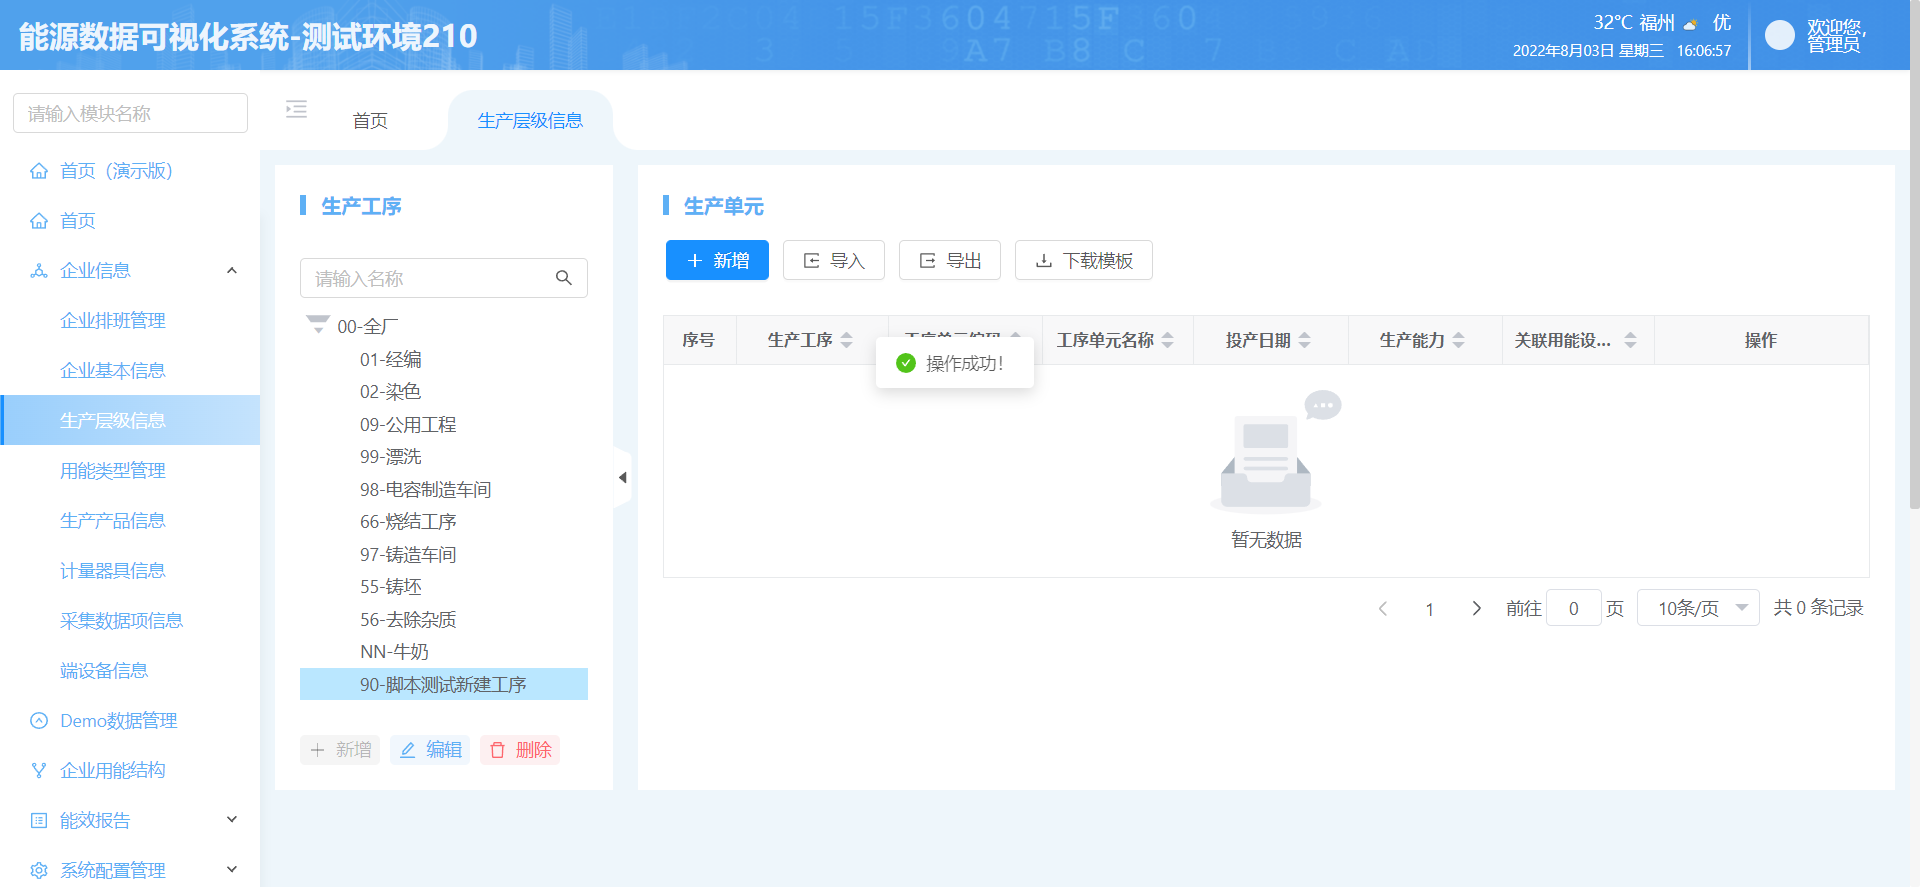 能源数据可视化系统-测试环境210
32°C 福州 优
2022年8月03日 星期三 16:06:57
欢迎您,
管理员
请输入模块名称
首页（演示版）
首页
企业信息
企业排班管理
企业基本信息
生产层级信息
用能类型管理
生产产品信息
计量器具信息
采集数据项信息
端设备信息
Demo数据管理
企业用能结构
能效报告
系统配置管理
首页
生产层级信息
生产工序
请输入名称
00-全厂
01-经编
02-染色
09-公用工程
99-漂洗
98-电容制造车间
66-烧结工序
97-铸造车间
55-铸坯
56-去除杂质
NN-牛奶
90-脚本测试新建工序
新增 编辑 删除
生产单元
新增 导入 导出 下载模板
序号 生产工序 工序单元编码 工序单元名称 投产日期 生产能力 关联用能设... 操作
操作成功！
暂无数据
1 前往 0 页 10条/页 共 0 条记录